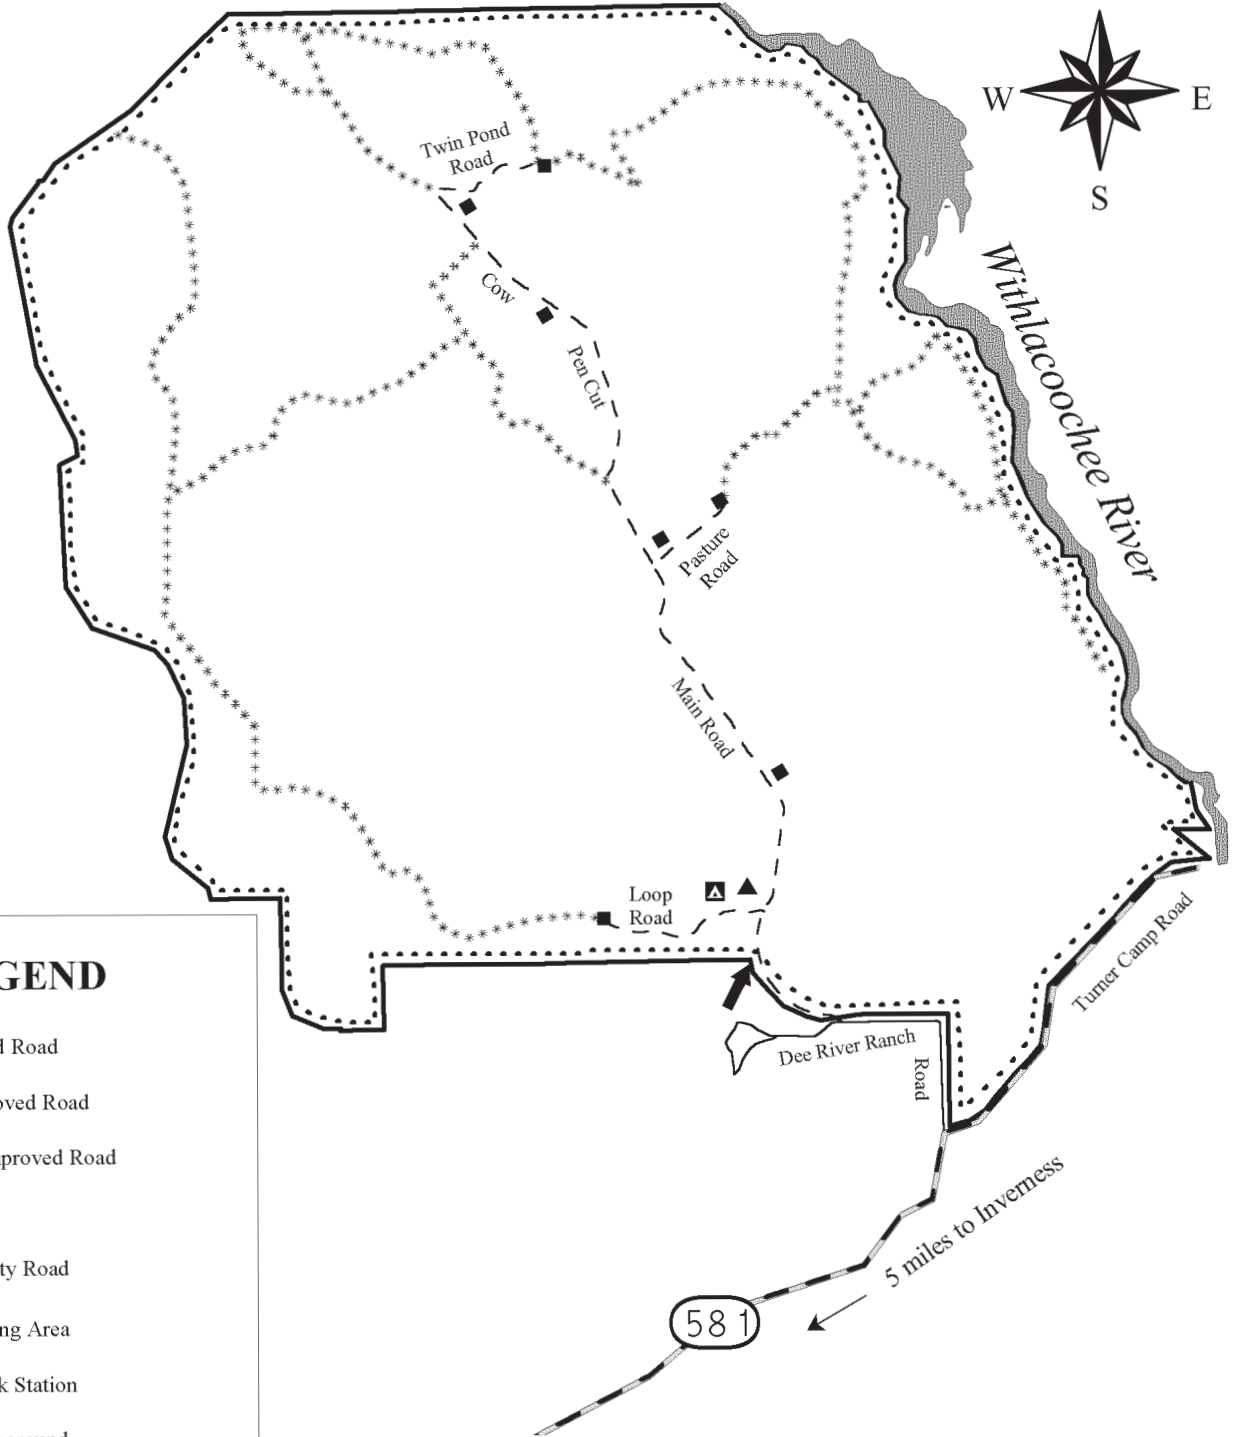 W
E
S
Twin Pond
Road
Cow
Pen Cut
Withlacoochee River
Pasture
Road
Main Road
Loop
Road
Turner Camp Road
Dee River Ranch
Road
5 miles to Inverness
581
GEND
Road
oved Road
proved Road
ty Road
ng Area
k Station